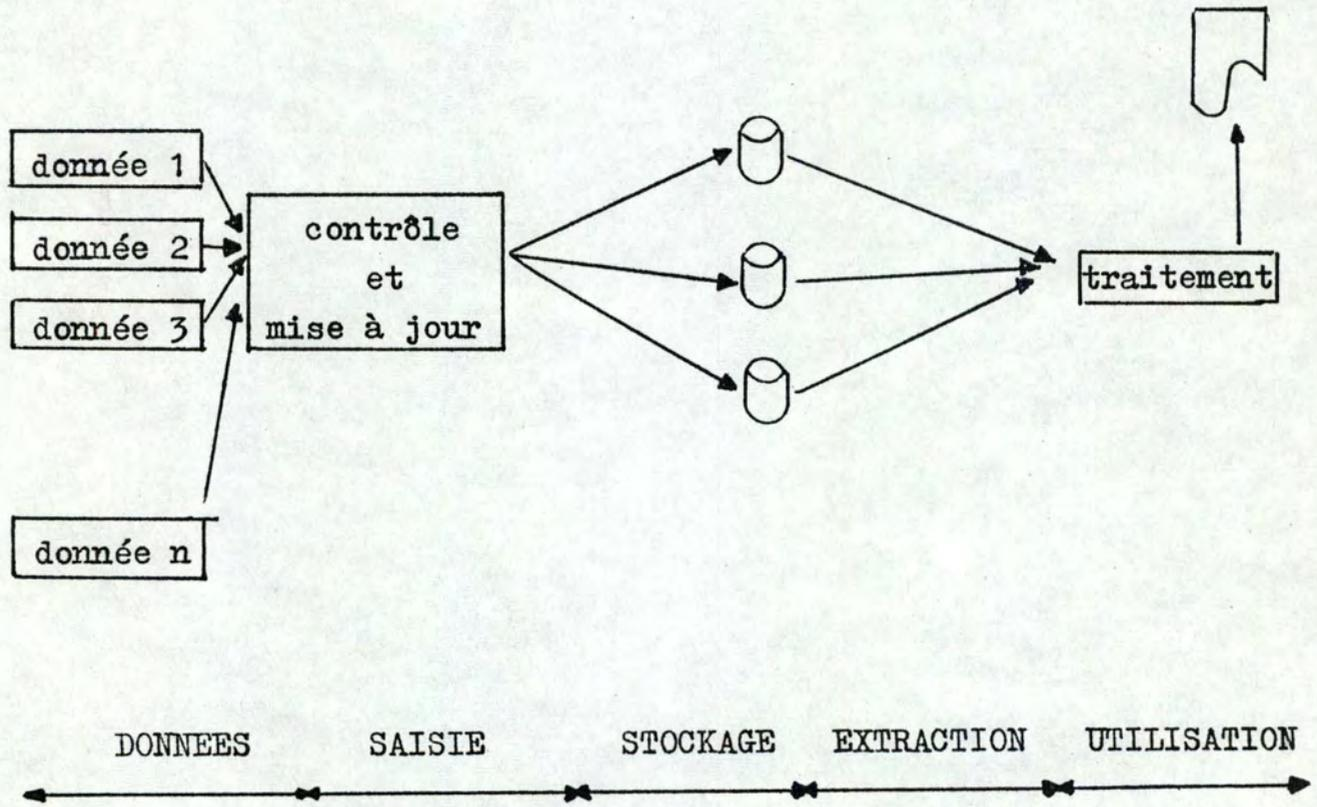 donnée 1
donnée 2
donnée 3
donnée n
contrôle
et
mise à jour
traitement
DONNEES SAISIE STOCKAGE EXTRACTION UTILISATION